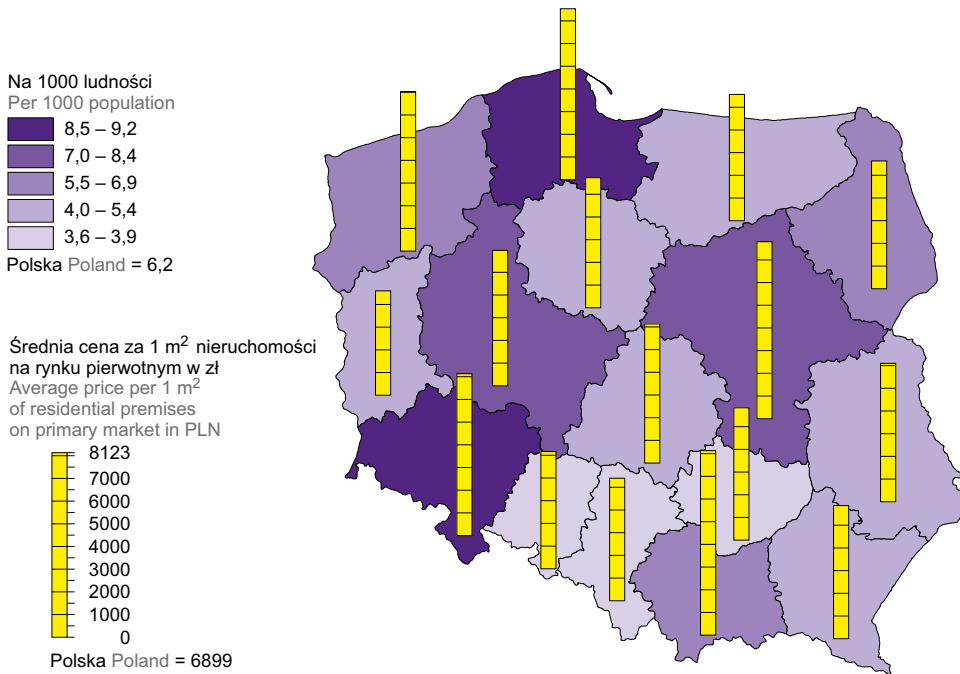 Na 1000 ludności
Per 1000 population
8,5 – 9,2
7,0 – 8,4
5,5 – 6,9
4,0 – 5,4
3,6 – 3,9
Polska Poland = 6,2
Średnia cena za 1 m² nieruchomości
na rynku pierwotnym w zł
Average price per 1 m²
of residential premises
on primary market in PLN
8123
7000
6000
5000
4000
3000
2000
1000
0
Polska Poland = 6899